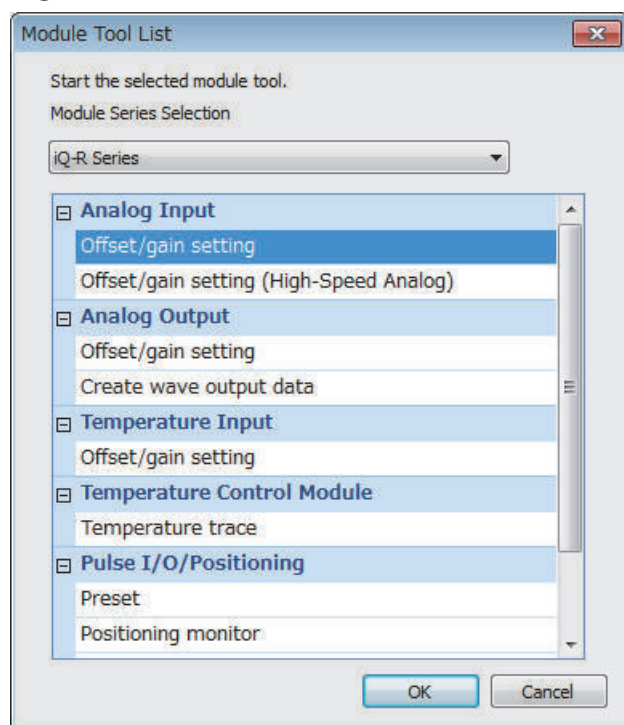 Module Tool List
Start the selected module tool.
Module Series Selection
iQ-R Series
Analog Input
Offset/gain setting
Offset/gain setting (High-Speed Analog)
Analog Output
Offset/gain setting
Create wave output data
Temperature Input
Offset/gain setting
Temperature Control Module
Temperature trace
Pulse I/O/Positioning
Preset
Positioning monitor
OK Cancel